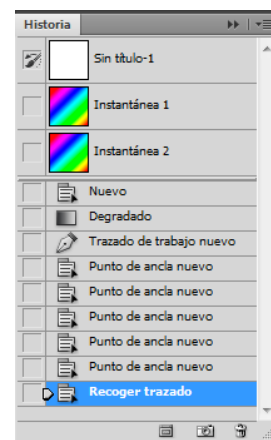 Historia
Sin título-1
Instantánea 1
Instantánea 2
Nuevo
Degradado
Trazado de trabajo nuevo
Punto de ancla nuevo
Punto de ancla nuevo
Punto de ancla nuevo
Punto de ancla nuevo
Punto de ancla nuevo
Recoger trazado